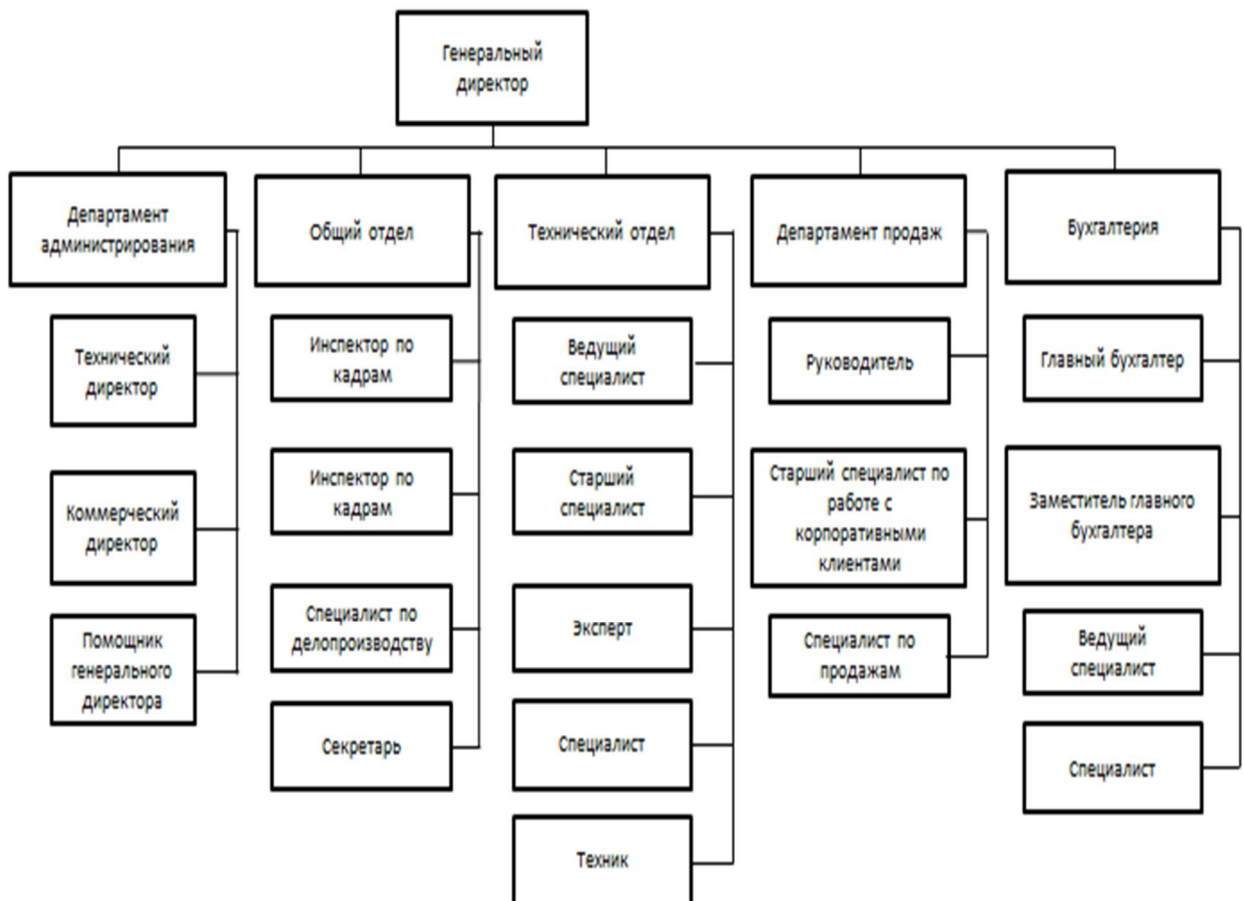 Генеральный
директор
Департамент
администрирования
Общий отдел
Технический отдел
Департамент продаж
Бухгалтерия
Технический
директор
Коммерческий
директор
Помощник
генерального
директора
Инспектор по
кадрам
Инспектор по
кадрам
Специалист по
делопроизводству
Секретарь
Ведущий
специалист
Старший
специалист
Эксперт
Специалист
Техник
Руководитель
Старший специалист по
работе с
корпоративными
клиентами
Специалист по
продажам
Главный бухгалтер
Заместитель главного
бухгалтера
Ведущий
специалист
Специалист